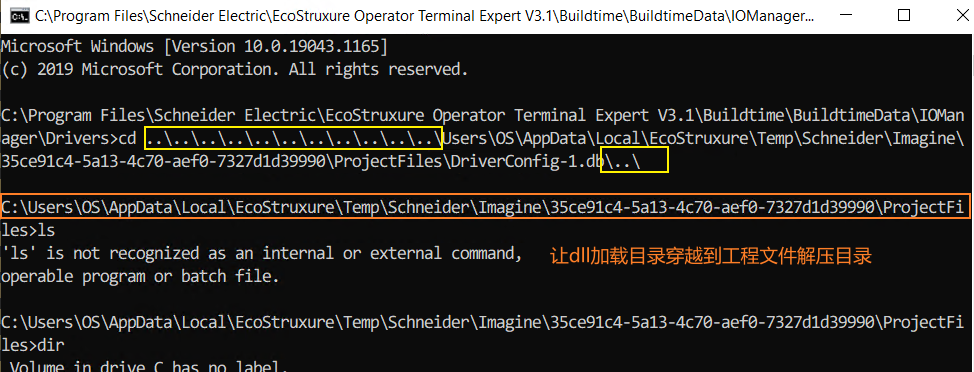 C:\Program Files\Schneider Electric\EcoStruxure Operator Terminal Expert V3.1\Buildtime\BuildtimeData\IOManager...
Microsoft Windows [Version 10.0.19043.1165]
(c) 2019 Microsoft Corporation. All rights reserved.
C:\Program Files\Schneider Electric\EcoStruxure Operator Terminal Expert V3.1\Buildtime\BuildtimeData\IOMan
ager\Drivers>cd ..\..\..\..\..\..\..\..\..\..\..\Users\OS\AppData\Local\EcoStruxure\Temp\Schneider\Imagine\
35ce91c4-5a13-4c70-aef0-7327d1d39990\ProjectFiles\DriverConfig-1.db\..\
C:\Users\OS\AppData\Local\EcoStruxure\Temp\Schneider\Imagine\35ce91c4-5a13-4c70-aef0-7327d1d39990\ProjectFi
les>ls
'ls' is not recognized as an internal or external command,
让dll加载目录穿越到工程文件解压目录
operable program or batch file.
C:\Users\OS\AppData\Local\EcoStruxure\Temp\Schneider\Imagine\35ce91c4-5a13-4c70-aef0-7327d1d39990\ProjectFi
les>dir
Volume in drive C has no label.